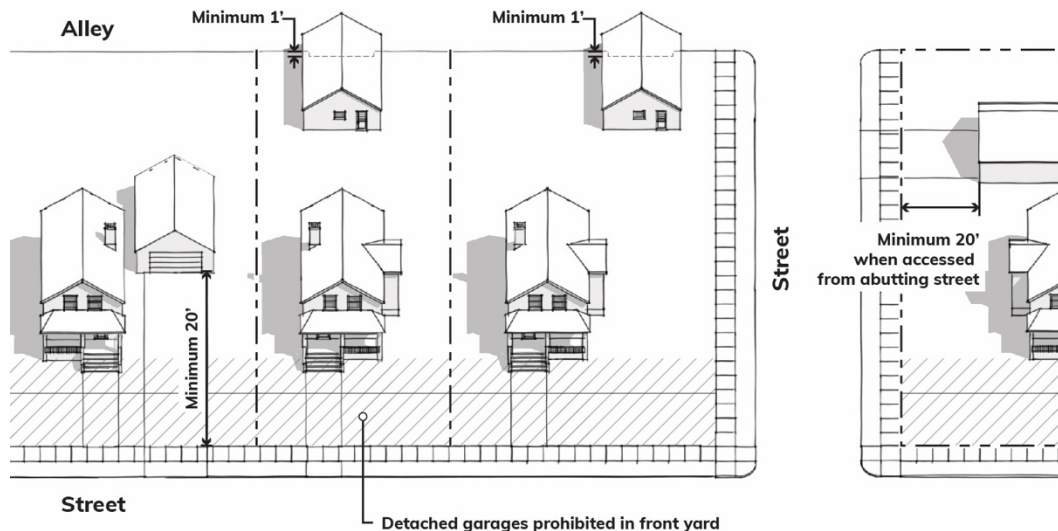 Minimum 1'
Minimum 1'
Alley
Street
Minimum 20'
when accessed
from abutting street
Minimum 20'
Street
Detached garages prohibited in front yard